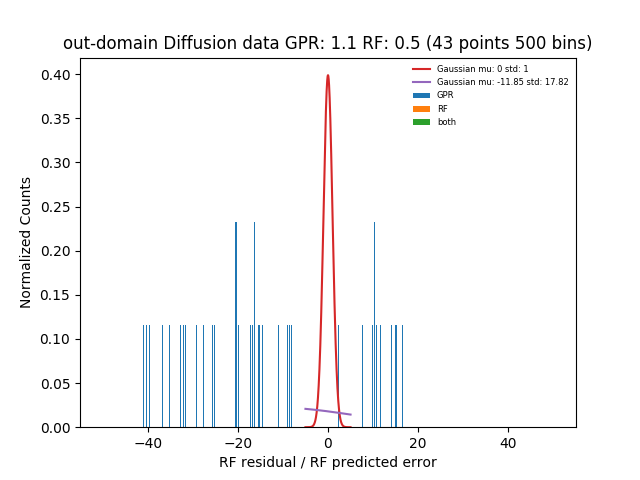 out-domain Diffusion data GPR: 1.1 RF: 0.5 (43 points 500 bins)
Gaussian mu: 0 std: 1
Gaussian mu: -11.85 std: 17.82
GPR
RF
both
Normalized Counts
0.40
0.35
0.30
0.25
0.20
0.15
0.10
0.05
0.00
−40
−20
0
20
40
RF residual / RF predicted error